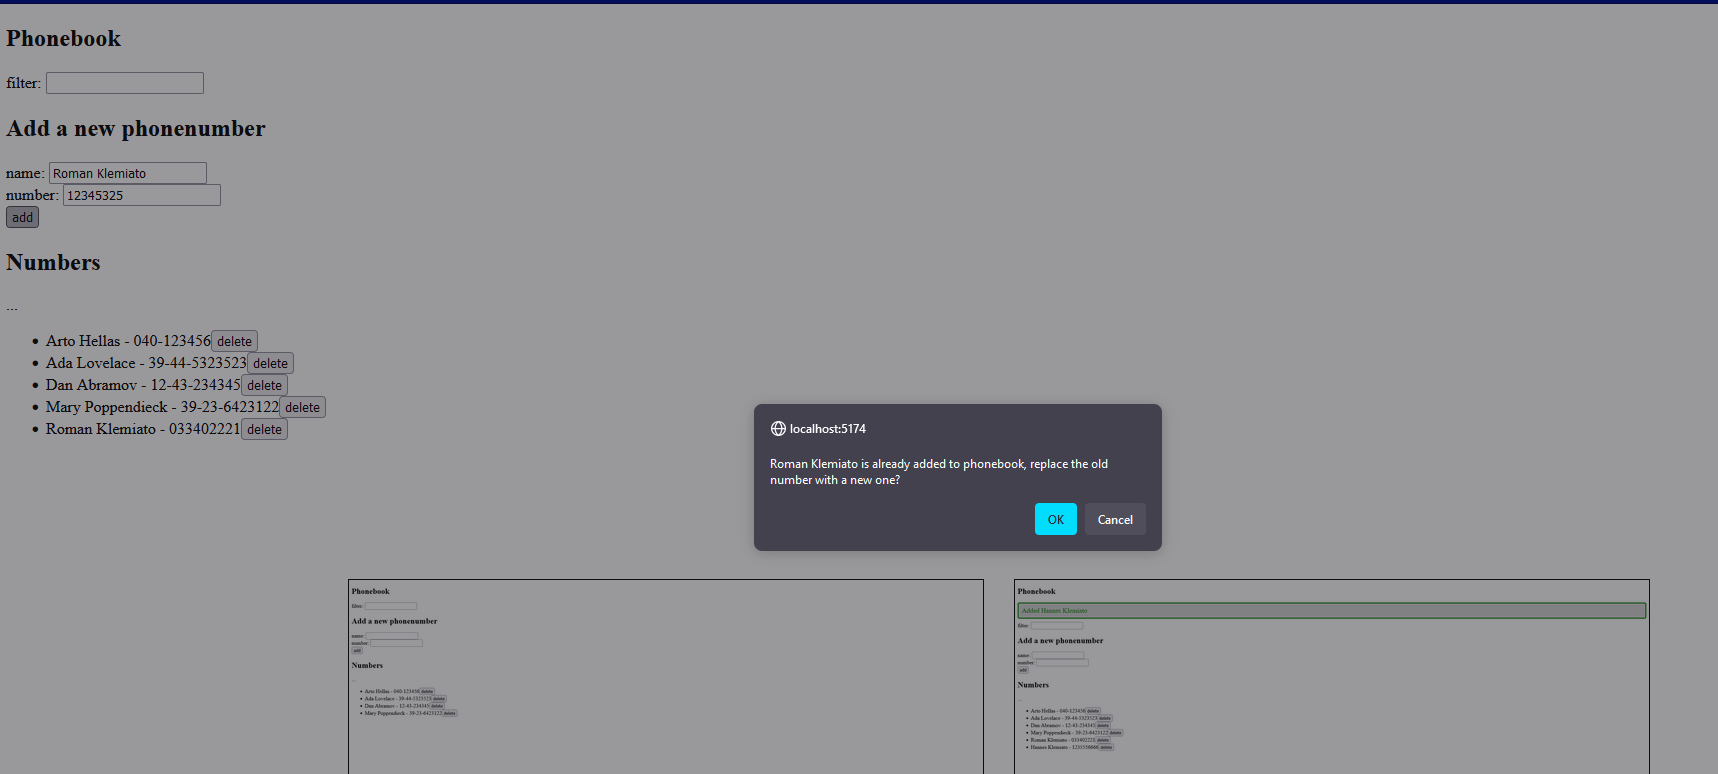 Phonebook
filter:
Add a new phonenumber
name: Roman Klemiato
number: 12345325
add
Numbers
...
Arto Hellas - 040-123456 delete
Ada Lovelace - 39-44-5323523 delete
Dan Abramov - 12-43-234345 delete
Mary Poppendieck - 39-23-6423122 delete
Roman Klemiato - 033402221 delete
localhost:5174
Roman Klemiato is already added to phonebook, replace the old
number with a new one?
OK Cancel
Phonebook
filter:
Add a new phonenumber
name:
number:
add
Numbers
...
Arto Hellas - 040-123456 delete
Ada Lovelace - 39-44-5323523 delete
Dan Abramov - 12-43-234345 delete
Mary Poppendieck - 39-23-6423122 delete
Phonebook
Added Hannes Klemiato
filter:
Add a new phonenumber
name:
number:
add
Numbers
Arto Hellas - 040-123456 delete
Ada Lovelace - 39-44-5323523 delete
Dan Abramov - 12-43-234345 delete
Mary Poppendieck - 39-23-6423122 delete
Roman Klemiato - 033402221 delete
Hannes Klemiato - delete